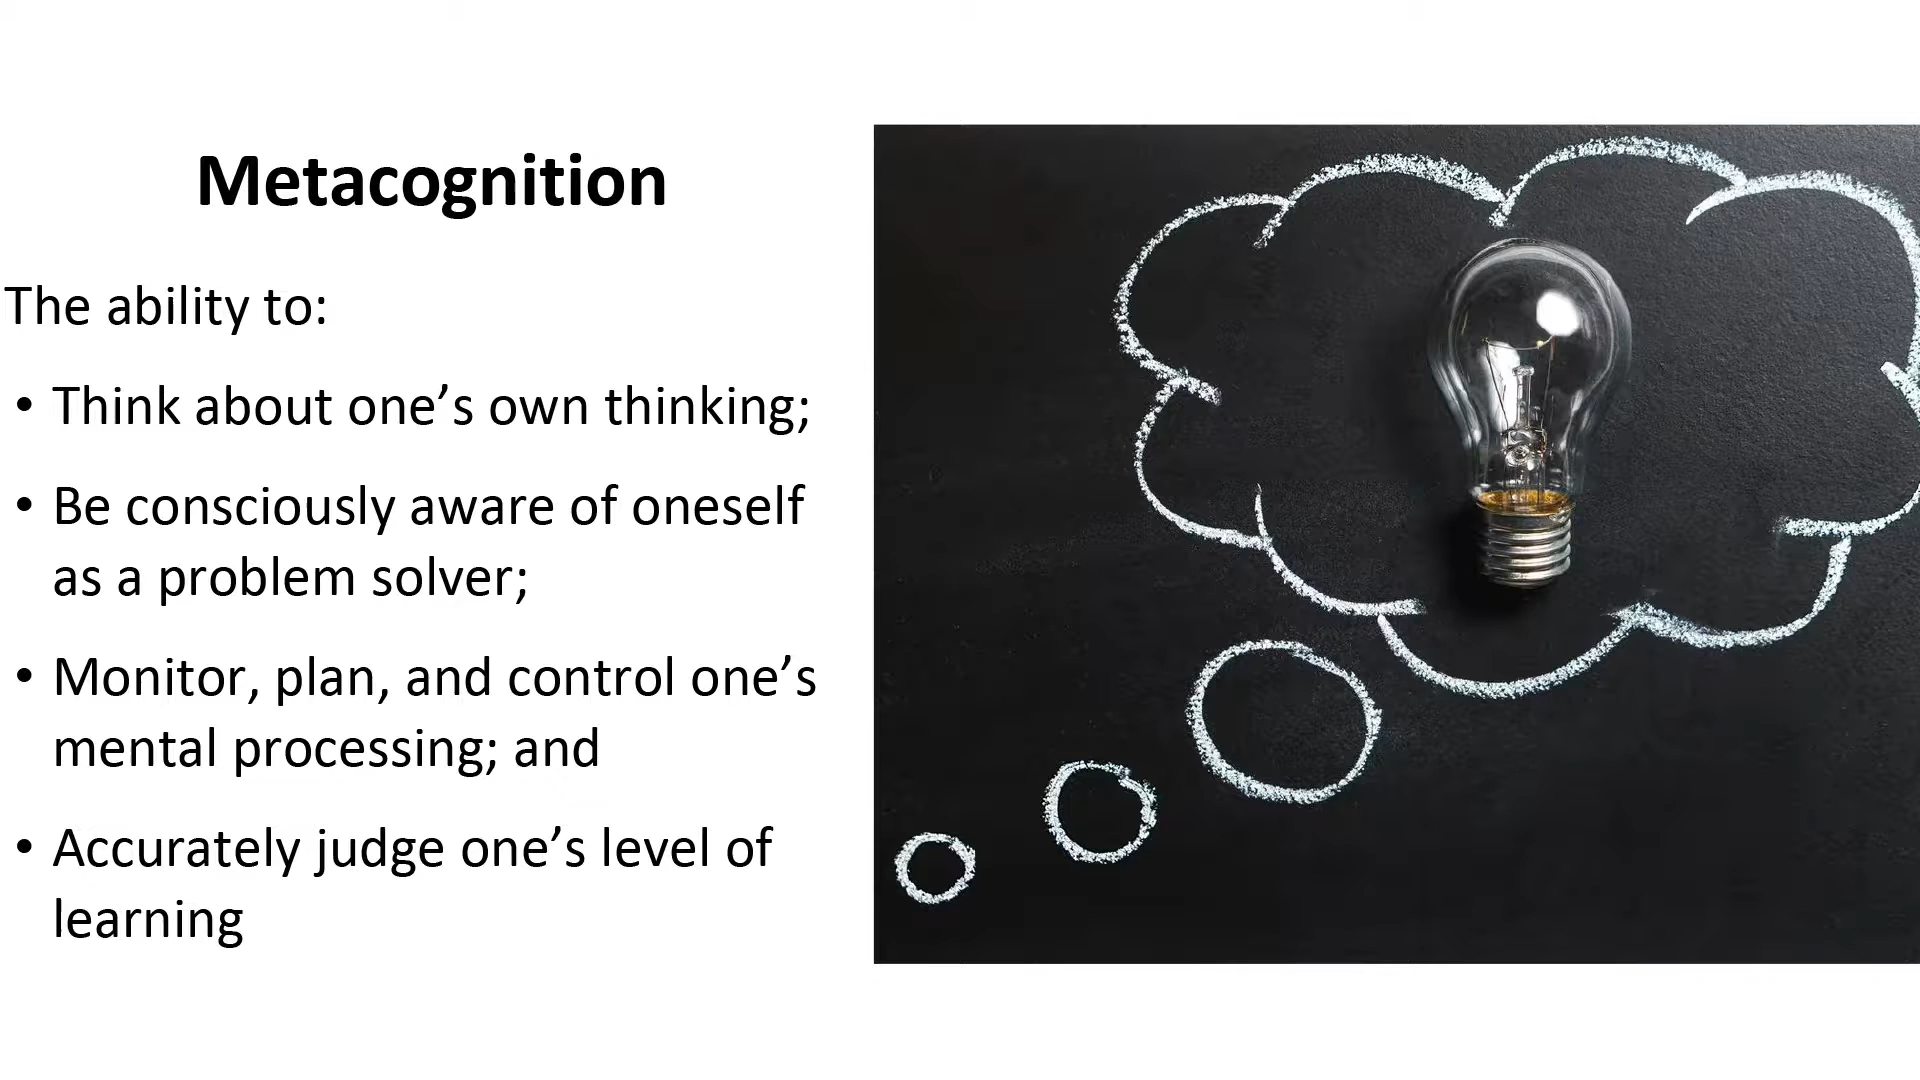 Metacognition
The ability to:
• Think about one’s own thinking;
• Be consciously aware of oneself
as a problem solver;
• Monitor, plan, and control one’s
mental processing; and
• Accurately judge one’s level of
learning